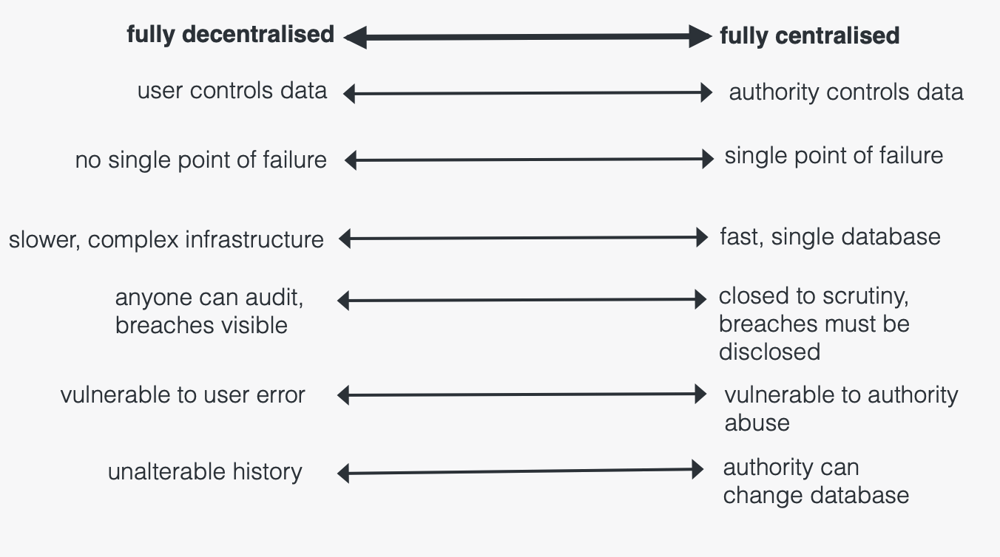 fully decentralised fully centralised
user controls data authority controls data
no single point of failure single point of failure
slower, complex infrastructure fast, single database
anyone can audit,
breaches visible
closed to scrutiny,
breaches must be
disclosed
vulnerable to user error
vulnerable to authority
abuse
unalterable history
authority can
change database